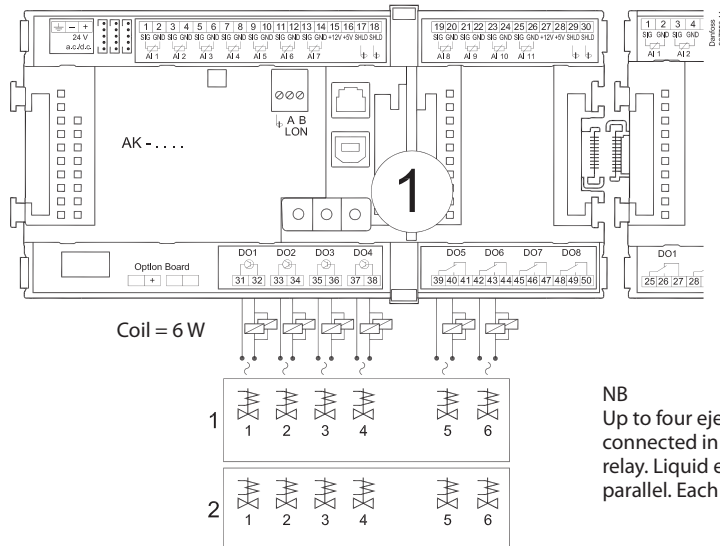 ⏚ − +
24 V
a.c./d.c.
1 2 3 4 5 6 7 8 9 10 11 12 13 14 15 16 17 18
SIG GND SIG GND SIG GND SIG GND SIG GND SIG GND SIG GND +12V +5V SHLD SHLD
AI 1 AI 2 AI 3 AI 4 AI 5 AI 6 AI 7
19 20 21 22 23 24 25 26 27 28 29 30
SIG GND SIG GND SIG GND SIG GND +12V +5V SHLD SHLD
AI 8 AI 9 AI 10 AI 11
1 2 3 4
SIG GND SIG GND
AI 1 AI 2
Danfoss
A B
LON
AK - . . . .
1
Option Board
+
DO1 DO2 DO3 DO4
31 32 33 34 35 36 37 38
DO5 DO6 DO7 DO8
39 40 41 42 43 44 45 46 47 48 49 50
DO1
25 26 27 28
Coil = 6 W
1
1 2 3 4 5 6
2
1 2 3 4 5 6
NB
Up to four eje
connected in
relay. Liquid e
parallel. Each